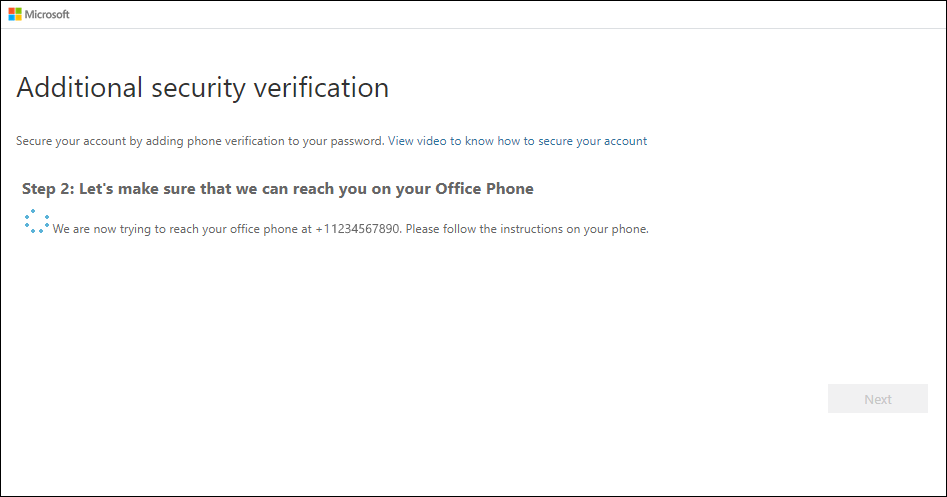 Microsoft
Additional security verification
Secure your account by adding phone verification to your password. View video to know how to secure your account
Step 2: Let's make sure that we can reach you on your Office Phone
We are now trying to reach your office phone at +11234567890. Please follow the instructions on your phone.
Next